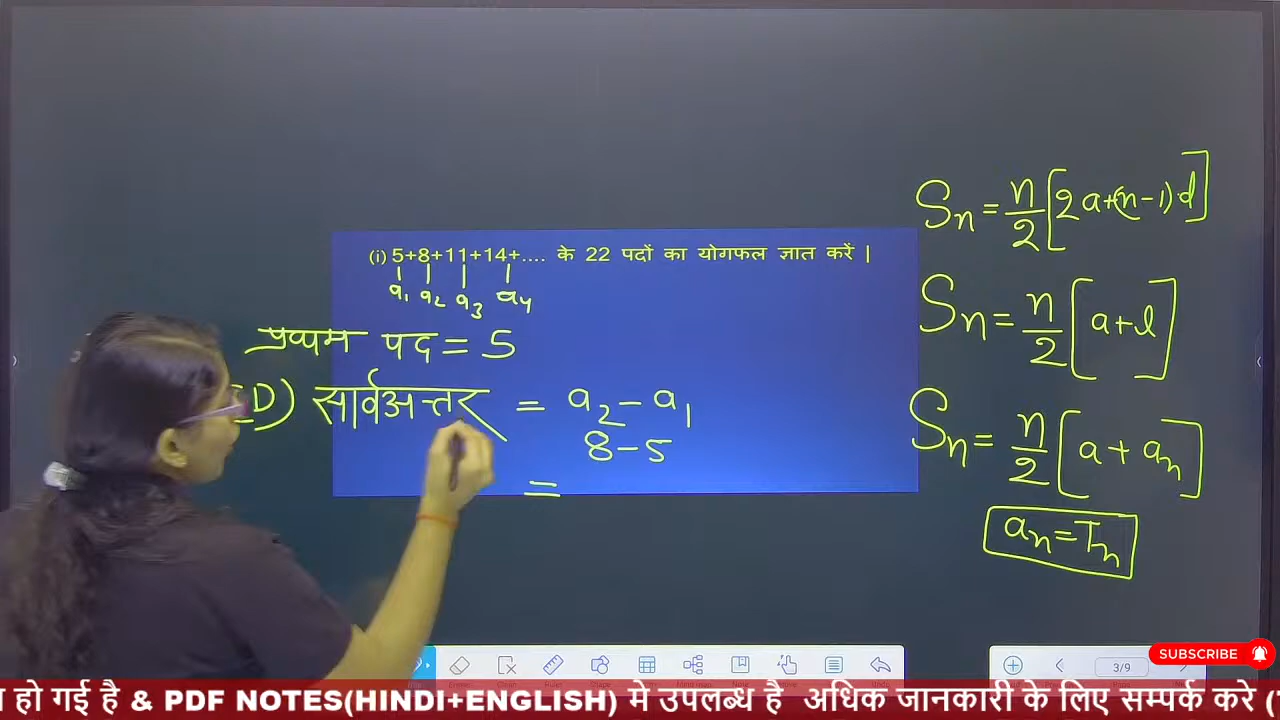 (i) 5+8+11+14+.... के 22 पदों का योगफल ज्ञात करें |
a₁ a₂ a₃ a₄
प्रथम पद = 5
D) सार्वअन्तर = a₂ - a₁
8 - 5
=
Sₙ = n/2 [2a+(n-1)d]
Sₙ = n/2 [a+l]
Sₙ = n/2 [a+aₙ]
aₙ = Tₙ
3/9
SUBSCRIBE
हो गई है & PDF NOTES(HINDI+ENGLISH) में उपलब्ध है अधिक जानकारी के लिए सम्पर्क करे (